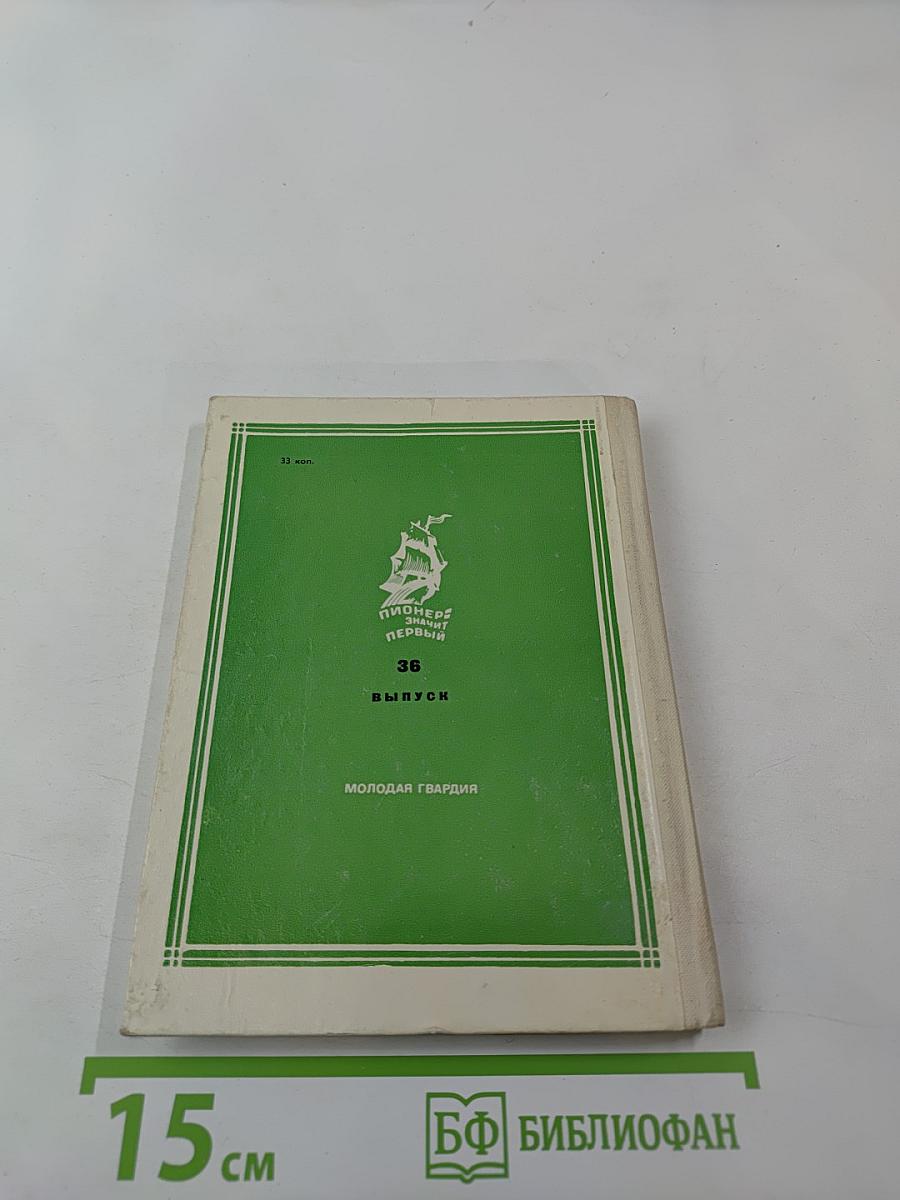 33 коп.
ПИОНЕР-
ЗНАЧИТ
ПЕРВЫЙ
36
ВЫПУСК
МОЛОДАЯ ГВАРДИЯ
15 см
БФ БИБЛИОФАН